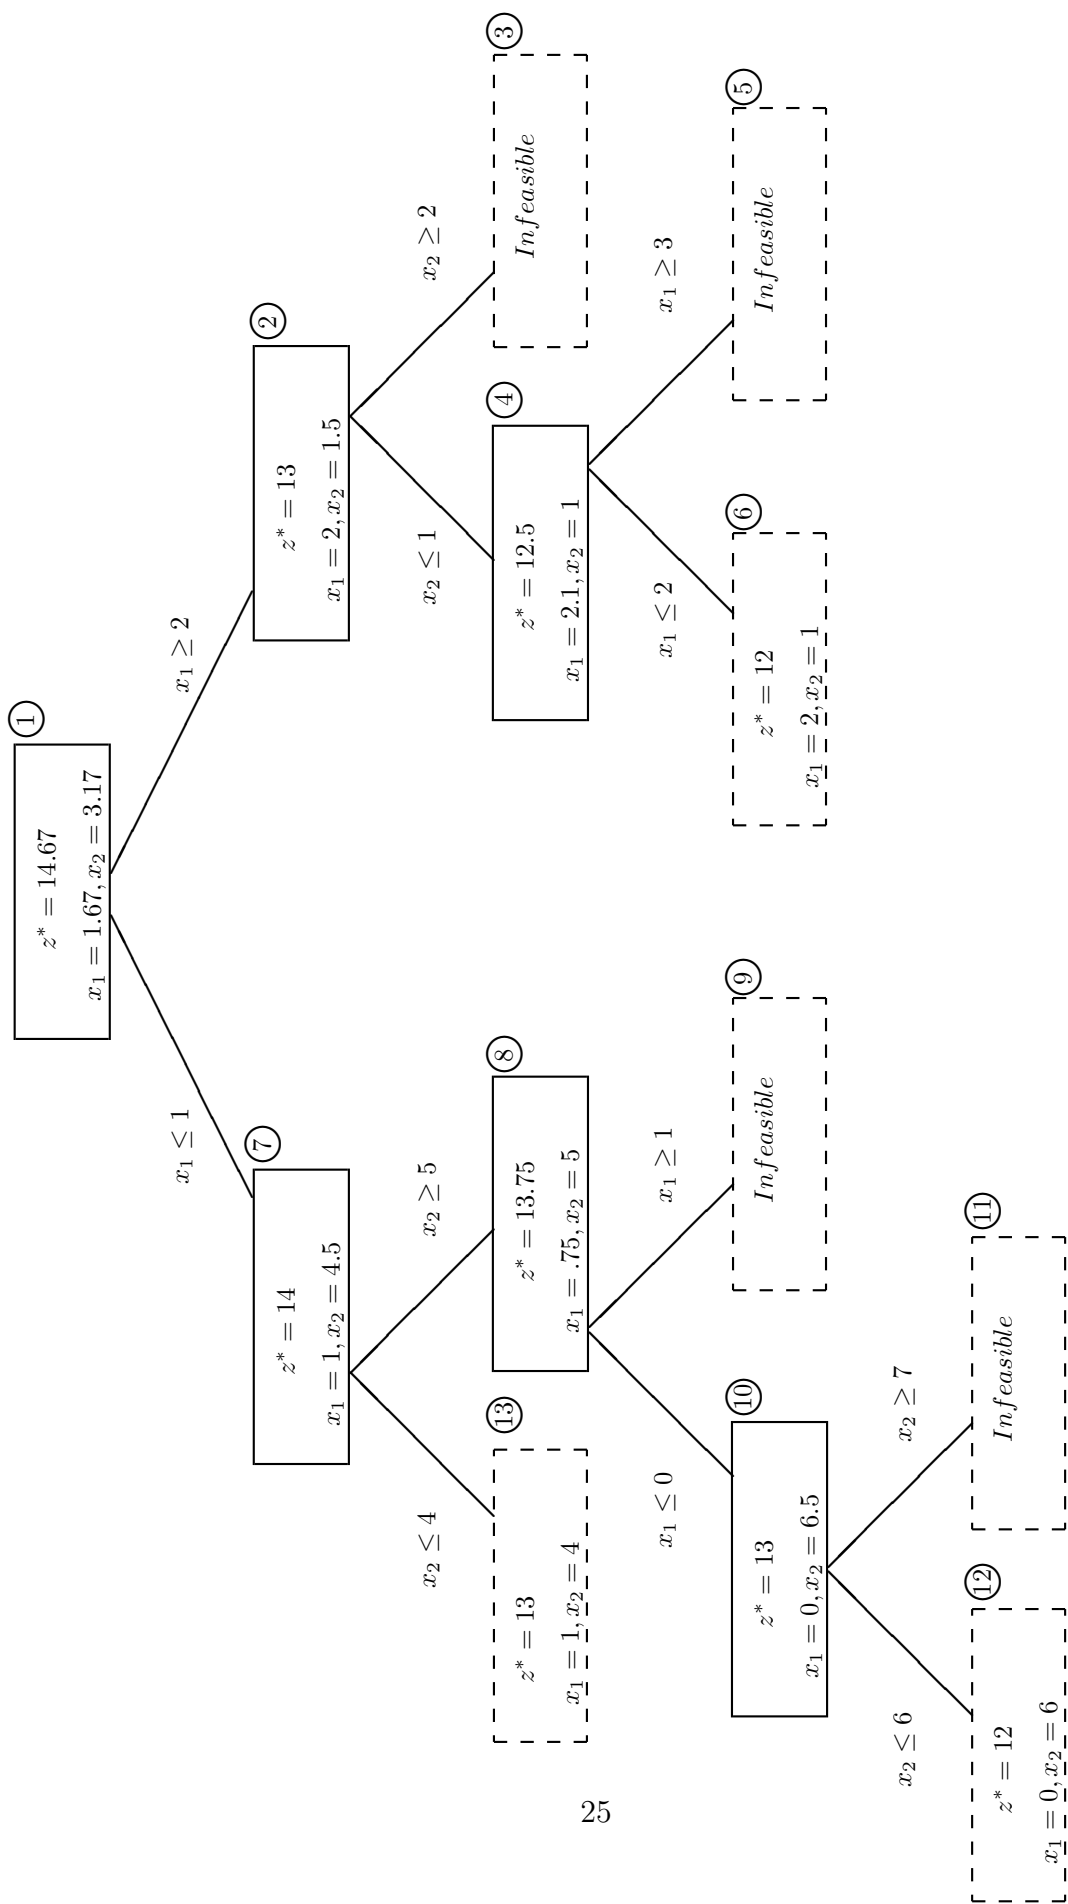 1
z* = 14.67
x₁ = 1.67, x₂ = 3.17
x₁ ≤ 1
x₁ ≥ 2
7
z* = 14
x₁ = 1, x₂ = 4.5
2
z* = 13
x₁ = 2, x₂ = 1.5
x₂ ≤ 4
x₂ ≥ 5
x₂ ≤ 1
x₂ ≥ 2
13
z* = 13
x₁ = 1, x₂ = 4
8
z* = 13.75
x₁ = .75, x₂ = 5
4
z* = 12.5
x₁ = 2.1, x₂ = 1
3
Infeasible
x₁ ≤ 0
x₁ ≥ 1
x₁ ≤ 2
x₁ ≥ 3
10
z* = 13
x₁ = 0, x₂ = 6.5
9
Infeasible
6
z* = 12
x₁ = 2, x₂ = 1
5
Infeasible
x₂ ≤ 6
x₂ ≥ 7
12
z* = 12
x₁ = 0, x₂ = 6
11
Infeasible
25